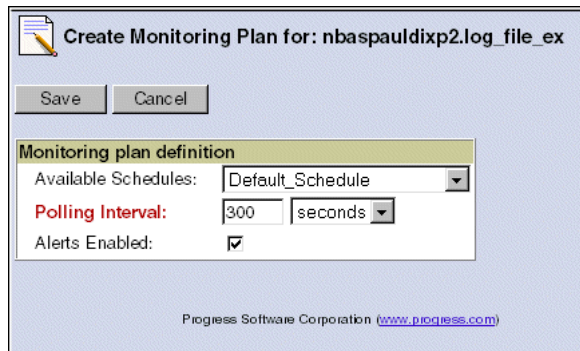 Create Monitoring Plan for: nbaspauldixp2.log_file_ex
Save Cancel
Monitoring plan definition
Available Schedules: Default_Schedule
Polling Interval: 300 seconds
Alerts Enabled:
Progress Software Corporation (www.progress.com)